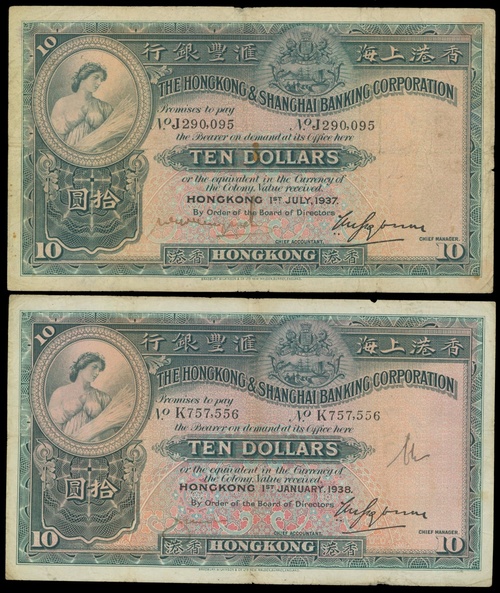 10
行銀豐滙 海上港香
THE HONGKONG & SHANGHAI BANKING CORPORATION
Promises to pay
No J290,095 No J290,095
the Bearer on demand at its Office here
TEN DOLLARS
or the equivalent in the Currency of
the Colony, Value received.
HONGKONG 1ST JULY, 1937.
By Order of the Board of Directors
圓拾
CHIEF ACCOUNTANT. CHIEF MANAGER.
10 港香 HONGKONG 港香 10
10
行銀豐滙 海上港香
THE HONGKONG & SHANGHAI BANKING CORPORATION
Promises to pay
No K757,556 No K757,556
the Bearer on demand at its Office here
TEN DOLLARS
or the equivalent in the Currency of
the Colony, Value received.
HONGKONG 1ST JANUARY, 1938.
By Order of the Board of Directors
圓拾
CHIEF ACCOUNTANT. CHIEF MANAGER.
10 港香 HONGKONG 港香 10